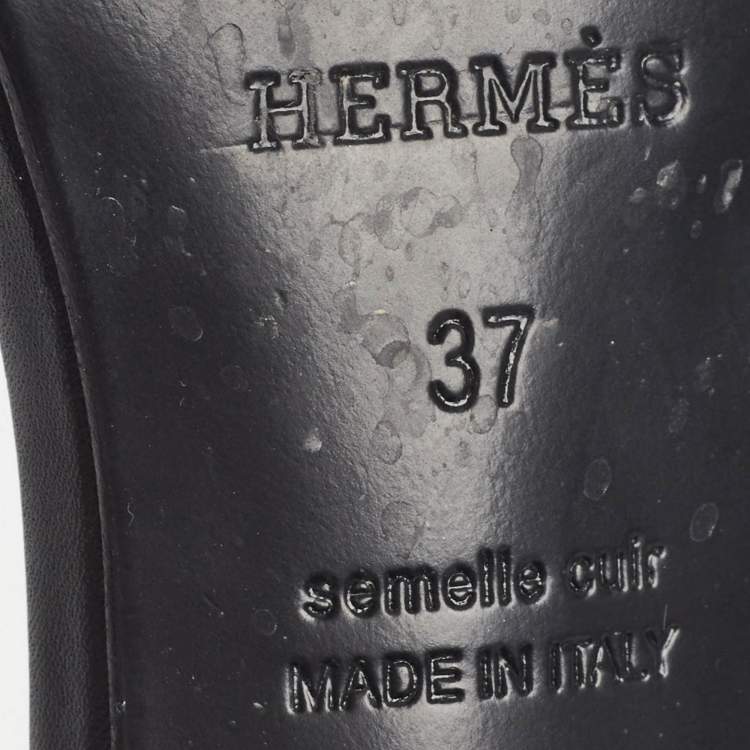 HERMÈS
37
semelle cuir
MADE IN ITALY